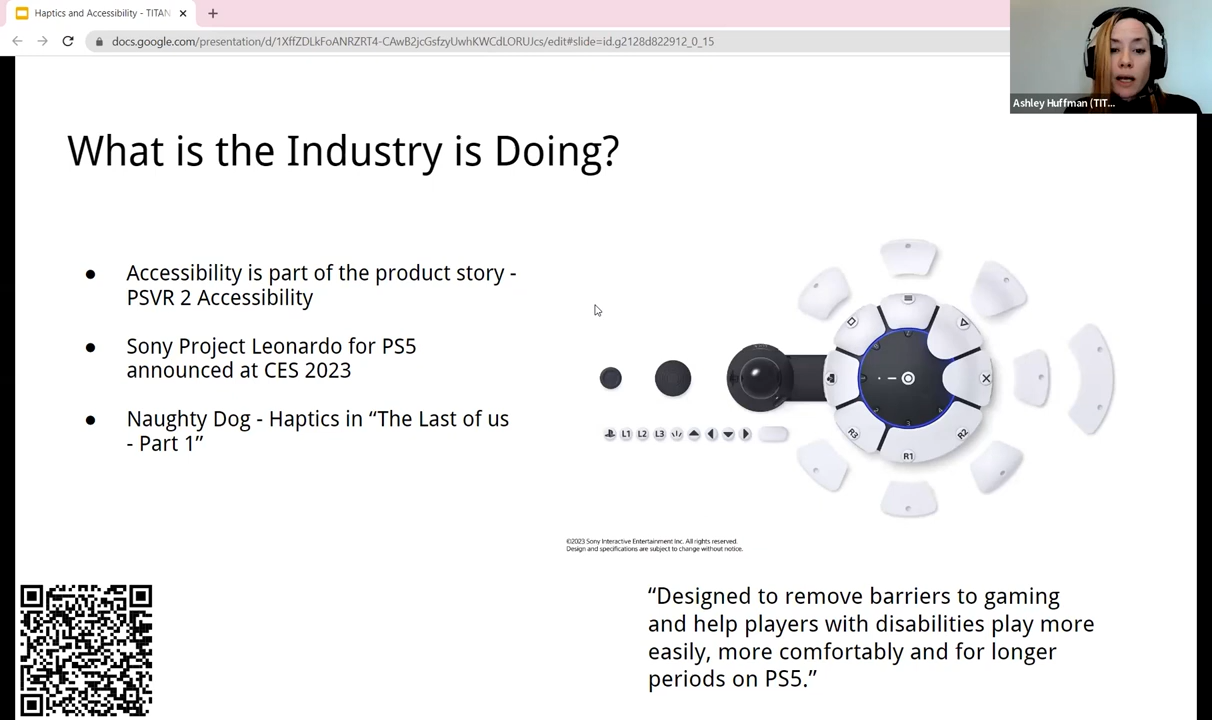 Haptics and Accessibility - TITAN
docs.google.com/presentation/d/1XffZDLkFoANRZRT4-CAwB2jcGsfzyUwhKWCdLORUJcs/edit#slide=id.g2128d822912_0_15
Ashley Huffman (TIT...
What is the Industry is Doing?
● Accessibility is part of the product story -
PSVR 2 Accessibility
● Sony Project Leonardo for PS5
announced at CES 2023
● Naughty Dog - Haptics in “The Last of us
- Part 1”
L1 L2 L3
R3
R1
R2
©2023 Sony Interactive Entertainment Inc. All rights reserved.
Design and specifications are subject to change without notice.
“Designed to remove barriers to gaming
and help players with disabilities play more
easily, more comfortably and for longer
periods on PS5.”